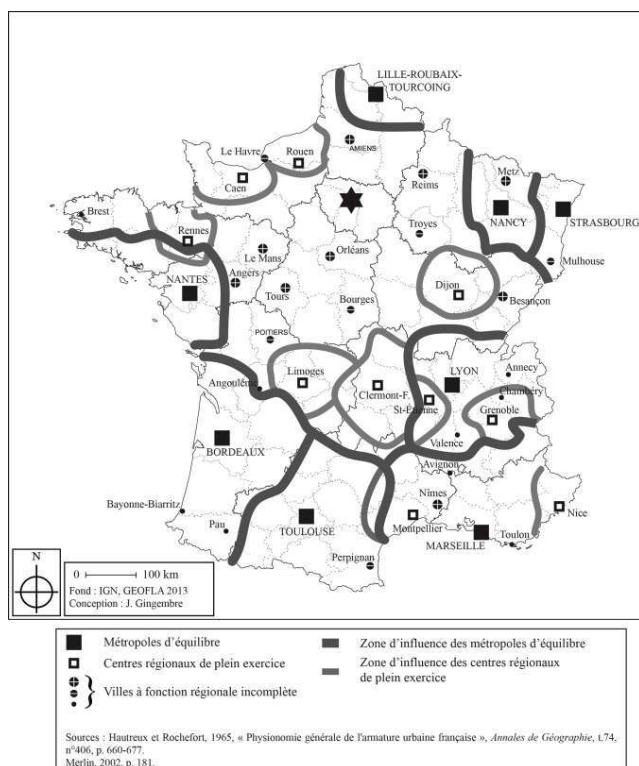 LILLE-ROUBAIX-
TOURCOING
AMIENS
Le Havre
Rouen
Caen
Reims
Metz
NANCY
STRASBOURG
Brest
Rennes
Le Mans
Orléans
Troyes
Mulhouse
NANTES
Angers
Tours
Bourges
Dijon
Besançon
POITIERS
Limoges
Angoulême
Clermont-F.
LYON
Annecy
Chambéry
St-Etienne
Grenoble
Valence
BORDEAUX
Avignon
Nîmes
Bayonne-Biarritz
Pau
TOULOUSE
Montpellier
MARSEILLE
Nice
Toulon
Perpignan
N
0 100 km
Fond : IGN, GEOFLA 2013
Conception : J. Gingembre
Métropoles d'équilibre
Centres régionaux de plein exercice
Villes à fonction régionale incomplète
Zone d'influence des métropoles d'équilibre
Zone d'influence des centres régionaux
de plein exercice
Sources : Hautreux et Rochefort, 1965, « Physionomie générale de l'armature urbaine française », Annales de Géographie, t.74,
n°406, p. 660-677.
Merlin, 2002, p. 181.